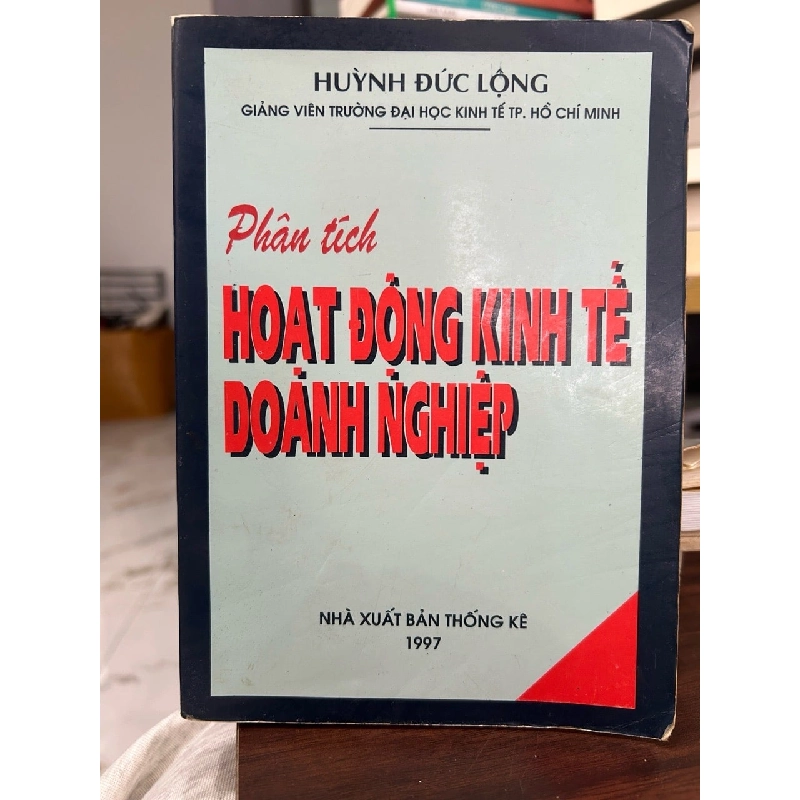 HUỲNH ĐỨC LỘNG
GIẢNG VIÊN TRƯỜNG ĐẠI HỌC KINH TẾ TP. HỒ CHÍ MINH
Phân tích
HOẠT ĐỘNG KINH TẾ
DOANH NGHIỆP
NHÀ XUẤT BẢN THỐNG KÊ
1997